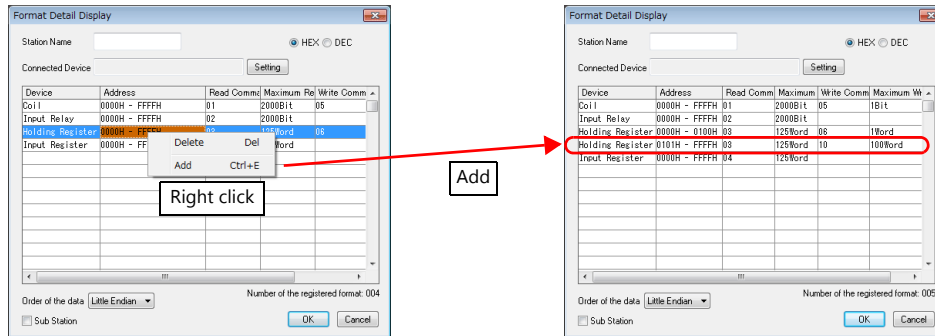 Format Detail Display
Station Name
HEX DEC
Connected Device
Setting
Device Address Read Comma Maximum Re Write Comm
Coil 0000H - FFFFH 01 2000Bit 05
Input Relay 0000H - FFFFH 02 2000Bit
Holding Register 0000H - FFFFH 03 125Word 06
Input Register 0000H - FF Word
Delete Del
Add Ctrl+E
Right click
Order of the data Little Endian
Number of the registered format: 004
Sub Station
OK Cancel
Add
Format Detail Display
Station Name
HEX DEC
Connected Device
Setting
Device Address Read Comma Maximum Write Comm Maximum Wr
Coil 0000H - FFFFH 01 2000Bit 05 1Bit
Input Relay 0000H - FFFFH 02 2000Bit
Holding Register 0000H - 0100H 03 125Word 06 1Word
Holding Register 0101H - FFFFH 03 125Word 10 100Word
Input Register 0000H - FFFFH 04 125Word
Order of the data Little Endian
Number of the registered format: 005
Sub Station
OK Cancel